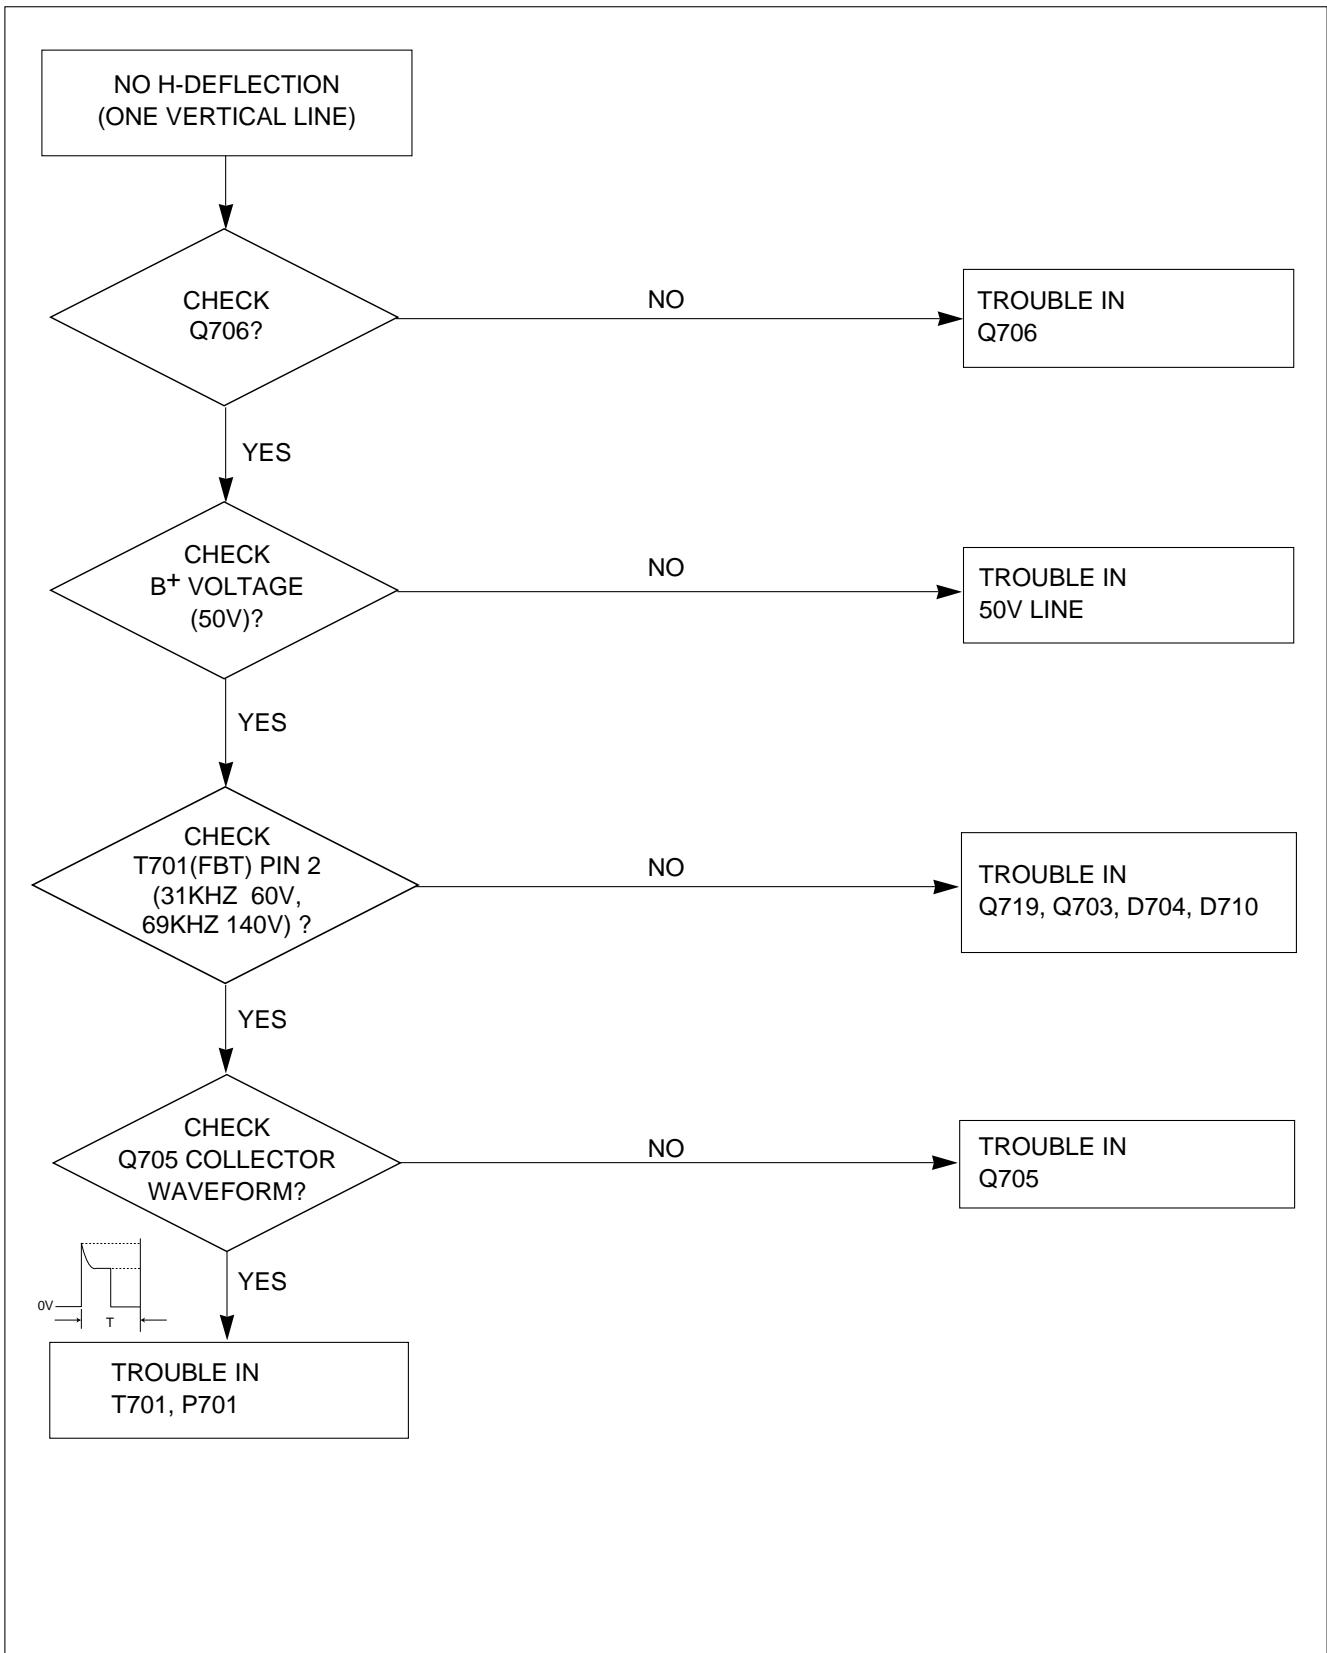 NO H-DEFLECTION
(ONE VERTICAL LINE)
CHECK
Q706?
NO
TROUBLE IN
Q706
YES
CHECK
B+ VOLTAGE
(50V)?
NO
TROUBLE IN
50V LINE
YES
CHECK
T701(FBT) PIN 2
(31KHZ  60V,
69KHZ 140V) ?
NO
TROUBLE IN
Q719, Q703, D704, D710
YES
CHECK
Q705 COLLECTOR
WAVEFORM?
NO
TROUBLE IN
Q705
YES
0V
T
TROUBLE IN
T701, P701